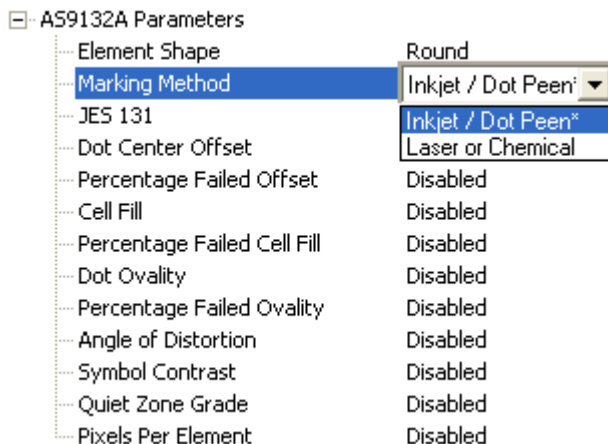 AS9132A Parameters
Element Shape Round
Marking Method Inkjet / Dot Peen*
JES 131 Inkjet / Dot Peen*
Dot Center Offset Laser or Chemical
Percentage Failed Offset Disabled
Cell Fill Disabled
Percentage Failed Cell Fill Disabled
Dot Ovality Disabled
Percentage Failed Ovality Disabled
Angle of Distortion Disabled
Symbol Contrast Disabled
Quiet Zone Grade Disabled
Pixels Per Element Disabled